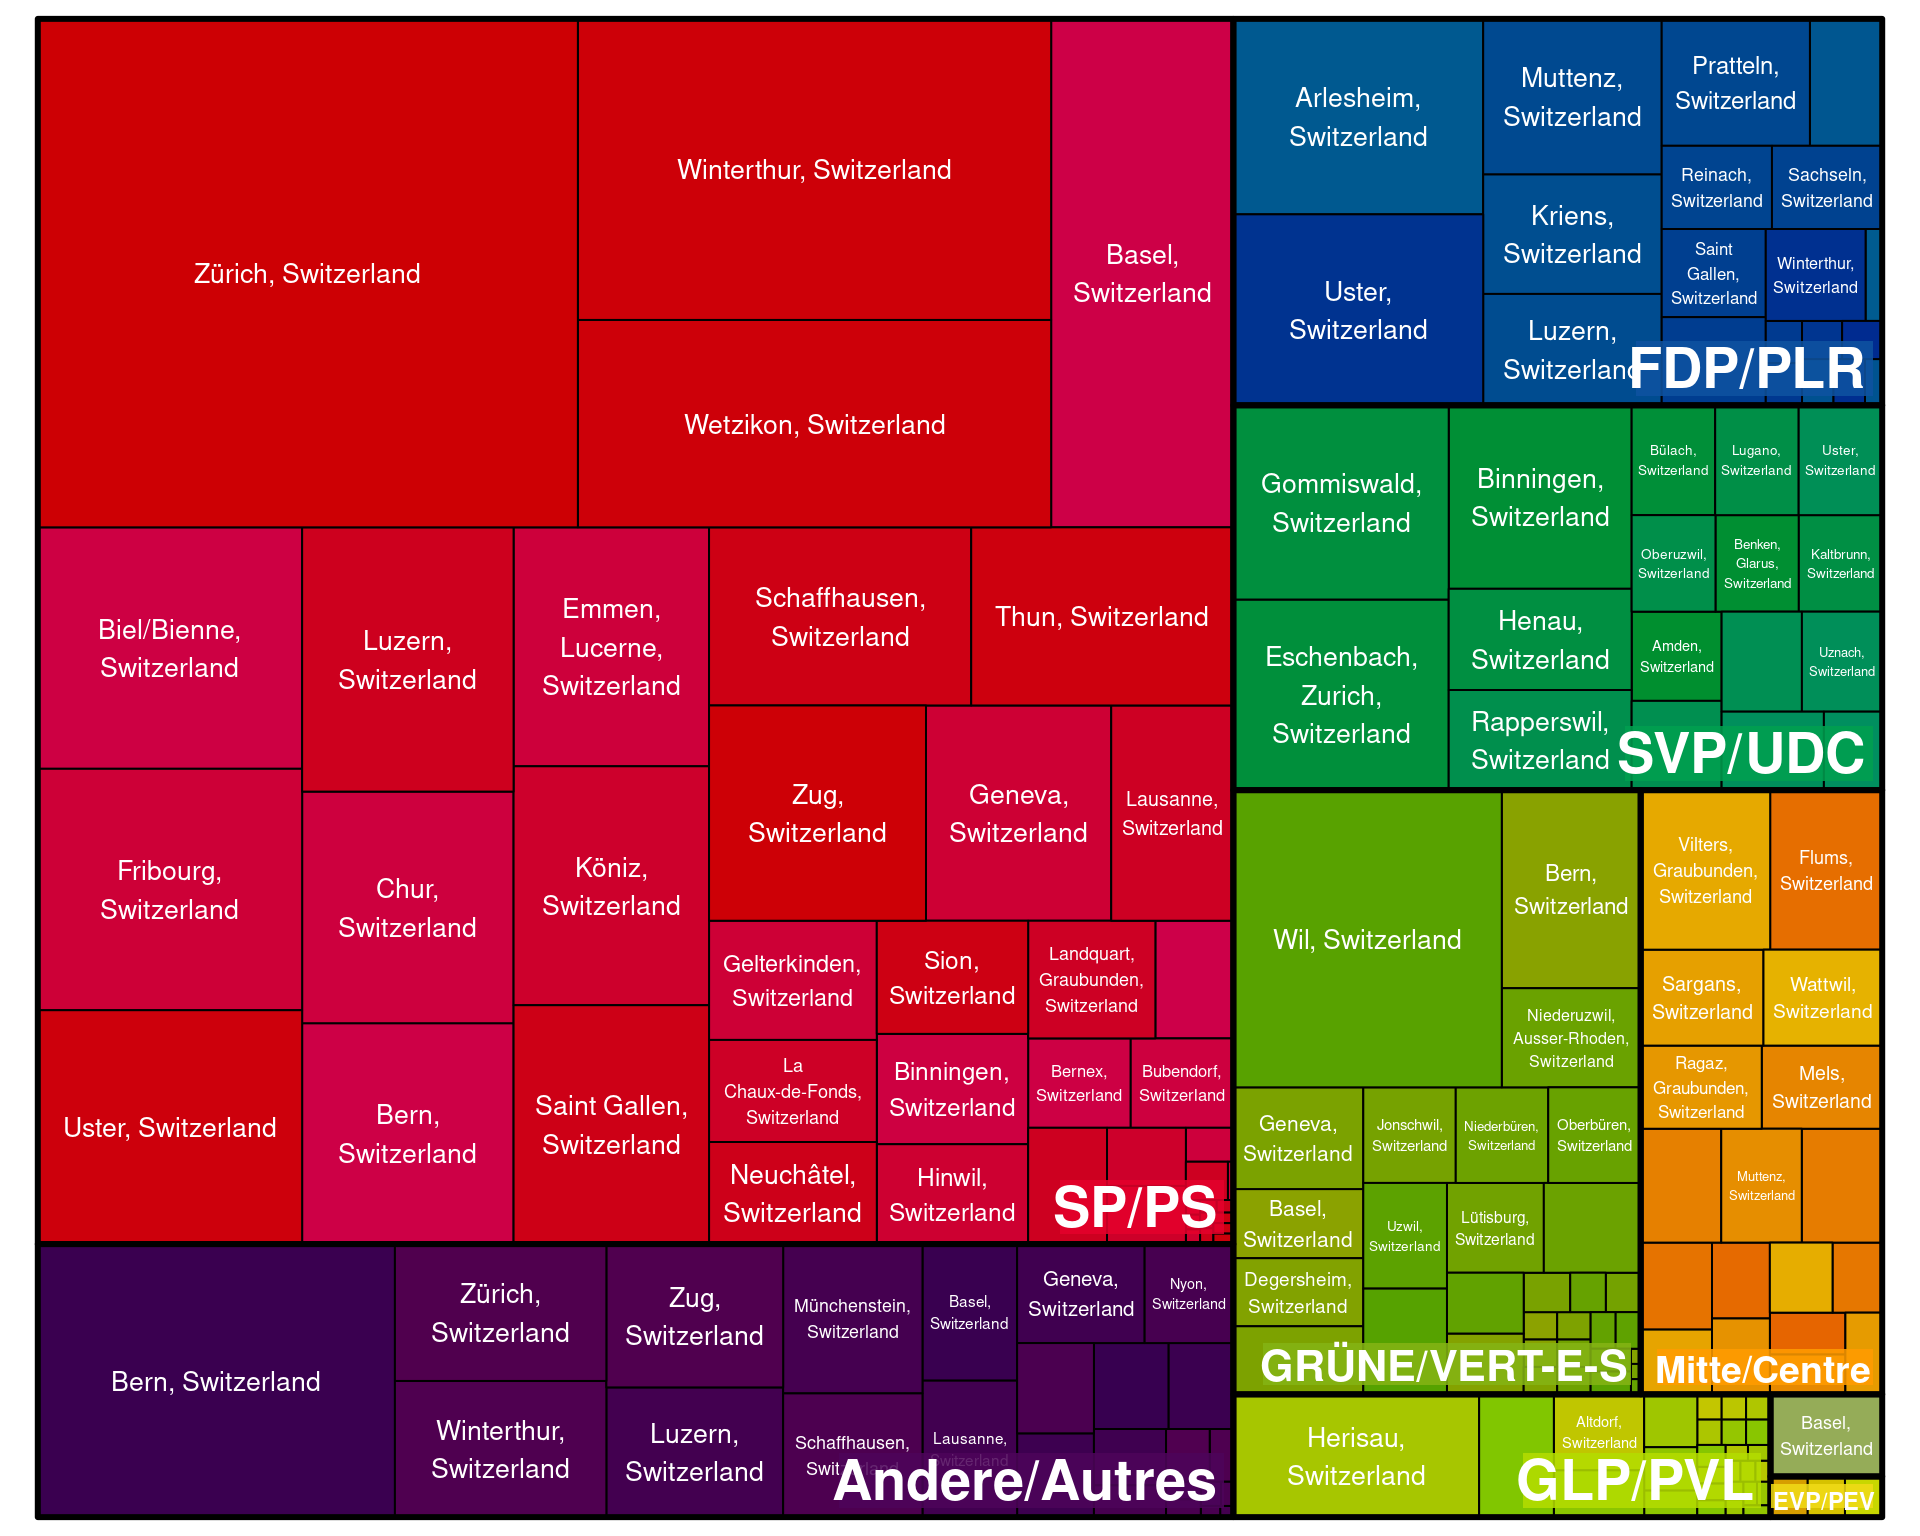 Zürich, Switzerland
Winterthur, Switzerland
Wetzikon, Switzerland
Basel,
Switzerland
Biel/Bienne,
Switzerland
Fribourg,
Switzerland
Uster, Switzerland
Luzern,
Switzerland
Chur,
Switzerland
Bern,
Switzerland
Emmen,
Lucerne,
Switzerland
Köniz,
Switzerland
Saint Gallen,
Switzerland
Schaffhausen,
Switzerland
Thun, Switzerland
Zug,
Switzerland
Geneva,
Switzerland
Lausanne,
Switzerland
Gelterkinden,
Switzerland
La
Chaux-de-Fonds,
Switzerland
Neuchâtel,
Switzerland
Sion,
Switzerland
Binningen,
Switzerland
Hinwil,
Switzerland
Landquart,
Graubunden,
Switzerland
Bernex,
Switzerland
Bubendorf,
Switzerland
SP/PS
Bern, Switzerland
Zürich,
Switzerland
Winterthur,
Switzerland
Zug,
Switzerland
Luzern,
Switzerland
Münchenstein,
Switzerland
Schaffhausen,
Switzerland
Basel,
Switzerland
Lausanne,
Switzerland
Geneva,
Switzerland
Nyon,
Switzerland
Andere/Autres
Arlesheim,
Switzerland
Uster,
Switzerland
Muttenz,
Switzerland
Kriens,
Switzerland
Luzern,
Switzerland
Pratteln,
Switzerland
Reinach,
Switzerland
Sachseln,
Switzerland
Saint
Gallen,
Switzerland
Winterthur,
Switzerland
FDP/PLR
Gommiswald,
Switzerland
Eschenbach,
Zurich,
Switzerland
Binningen,
Switzerland
Henau,
Switzerland
Rapperswil,
Switzerland
Bülach,
Switzerland
Lugano,
Switzerland
Uster,
Switzerland
Oberuzwil,
Switzerland
Benken,
Glarus,
Switzerland
Kaltbrunn,
Switzerland
Amden,
Switzerland
Uznach,
Switzerland
SVP/UDC
Wil, Switzerland
Bern,
Switzerland
Niederuzwil,
Ausser-Rhoden,
Switzerland
Geneva,
Switzerland
Basel,
Switzerland
Degersheim,
Switzerland
Jonschwil,
Switzerland
Niederbüren,
Switzerland
Oberbüren,
Switzerland
Uzwil,
Switzerland
Lütisburg,
Switzerland
GRÜNE/VERT-E-S
Vilters,
Graubunden,
Switzerland
Flums,
Switzerland
Sargans,
Switzerland
Wattwil,
Switzerland
Ragaz,
Graubunden,
Switzerland
Mels,
Switzerland
Muttenz,
Switzerland
Mitte/Centre
Herisau,
Switzerland
Altdorf,
Switzerland
GLP/PVL
Basel,
Switzerland
EVP/PEV